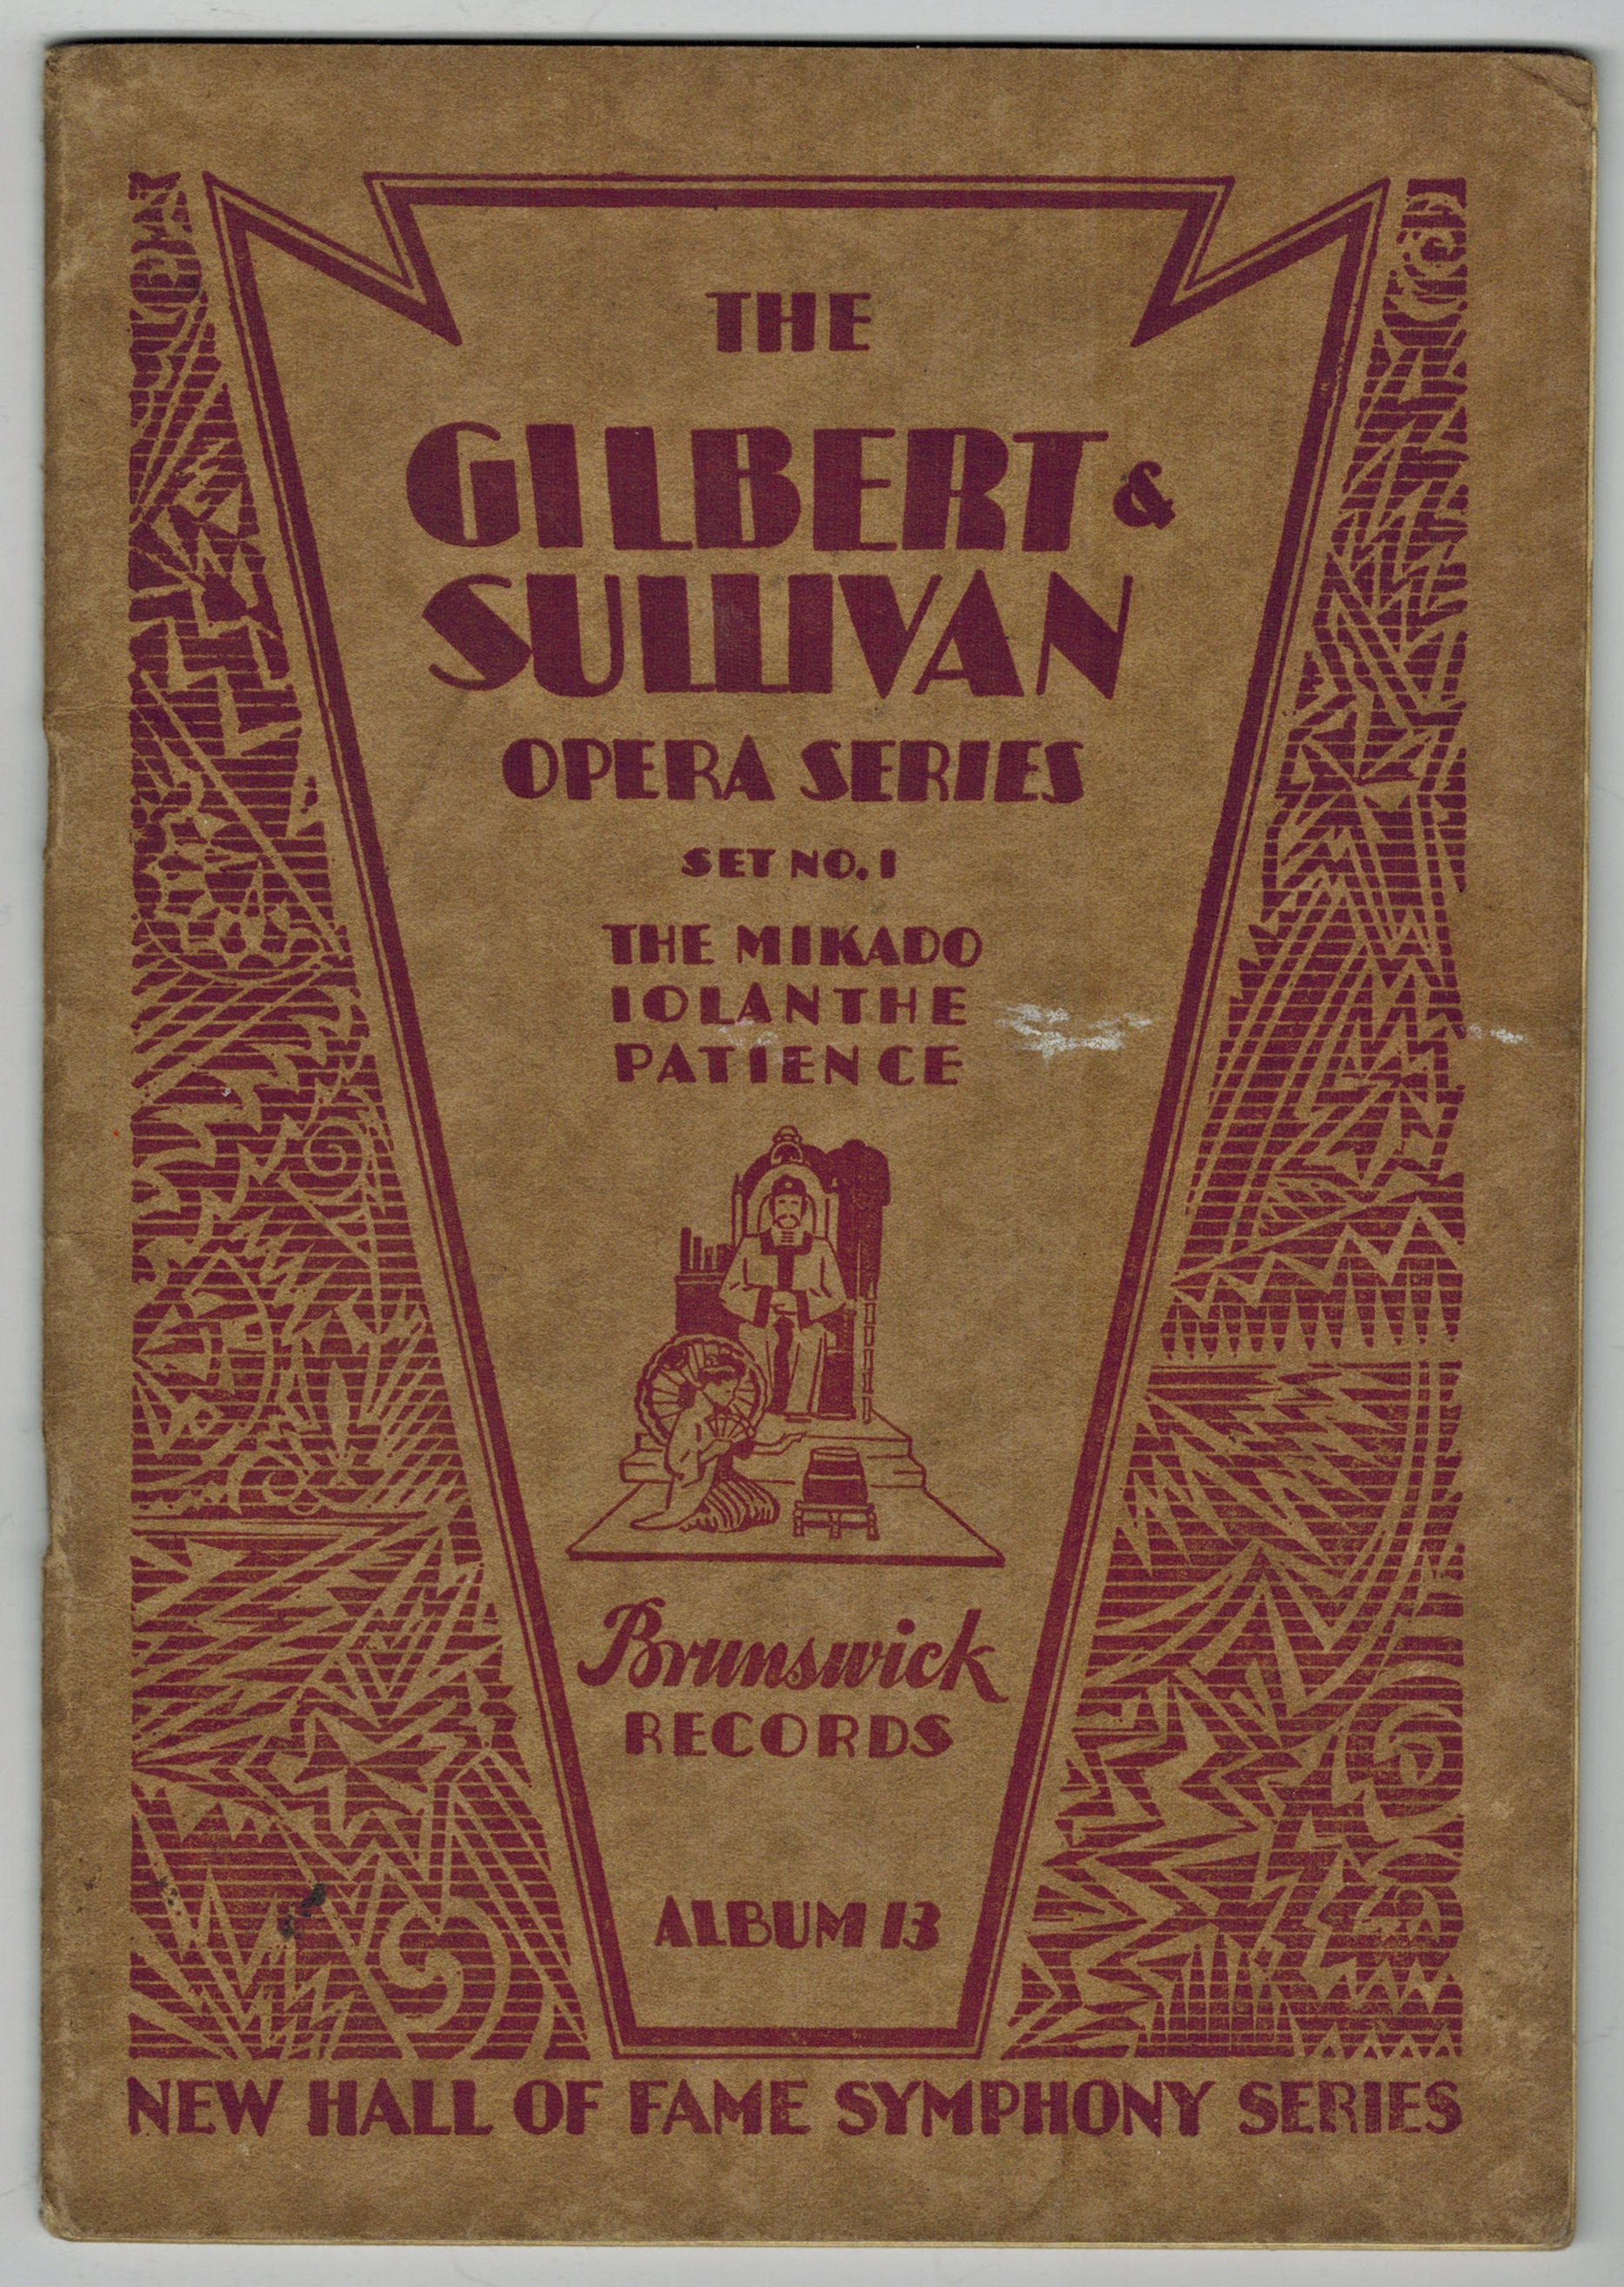 THE
GILBERT &
SULLIVAN
OPERA SERIES
SET NO. 1
THE MIKADO
IOLANTHE
PATIENCE
Brunswick
RECORDS
ALBUM 13
NEW HALL OF FAME SYMPHONY SERIES